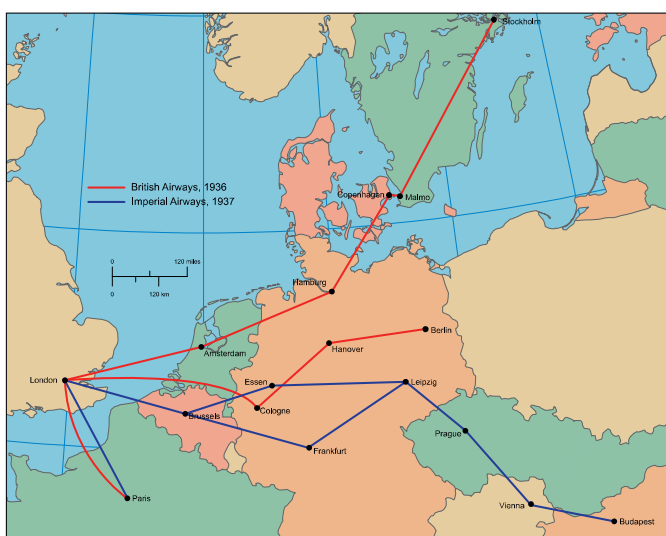 Stockholm
British Airways, 1936
Imperial Airways, 1937
Copenhagan
Malmo
0 120 miles
0 120 km
Hamburg
Berlin
Hanover
Amsterdam
London
Essen
Leipzig
Cologne
Brussels
Prague
Frankfurt
Paris
Vienna
Budapest